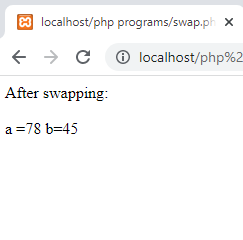 localhost/php programs/swap.ph
localhost/php%2
After swapping:
a =78 b=45